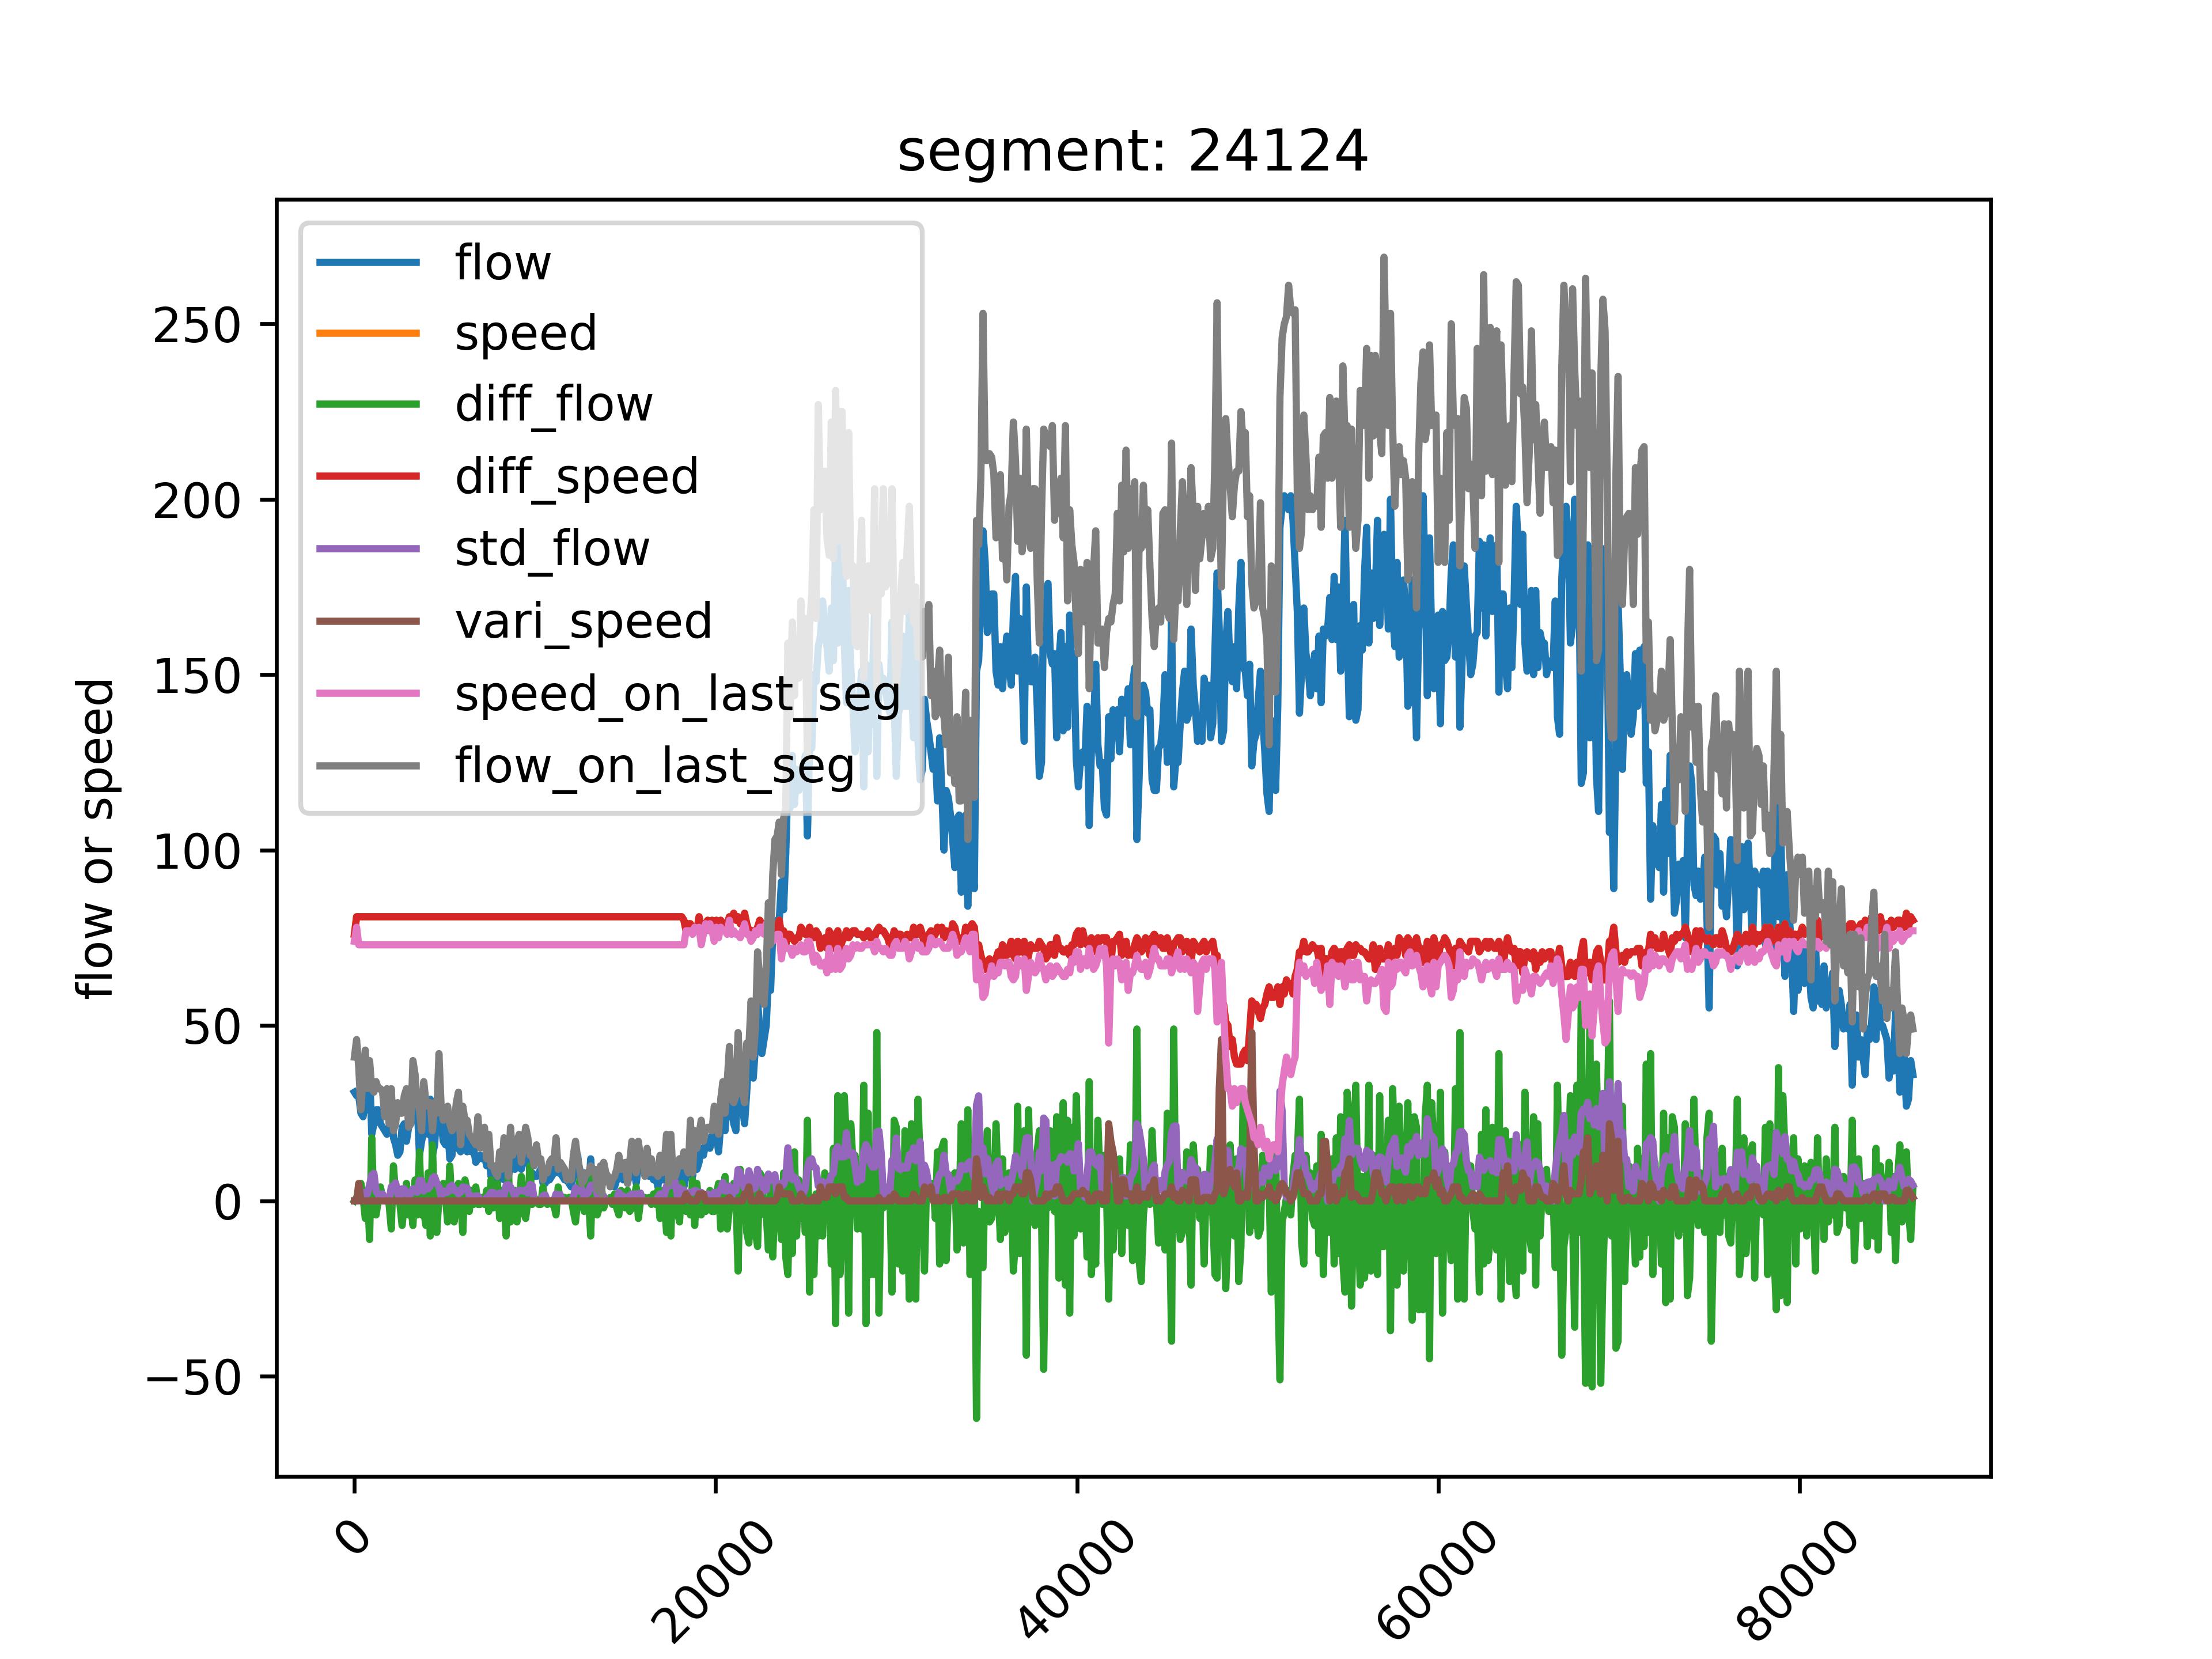 segment: 24124
flow
speed
diff_flow
diff_speed
std_flow
vari_speed
speed_on_last_seg
flow_on_last_seg
flow or speed
250
200
150
100
50
0
−50
0
20000
40000
60000
80000